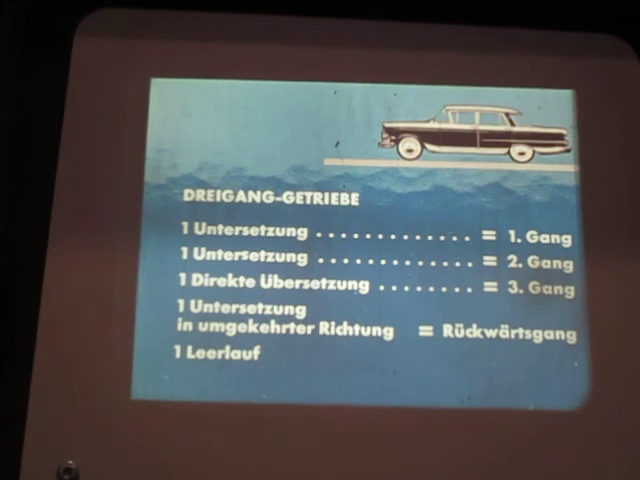 DREIGANG-GETRIEBE
1 Untersetzung ............. = 1. Gang
1 Untersetzung ............. = 2. Gang
1 Direkte Übersetzung ........ = 3. Gang
1 Untersetzung
in umgekehrter Richtung = Rückwärtsgang
1 Leerlauf